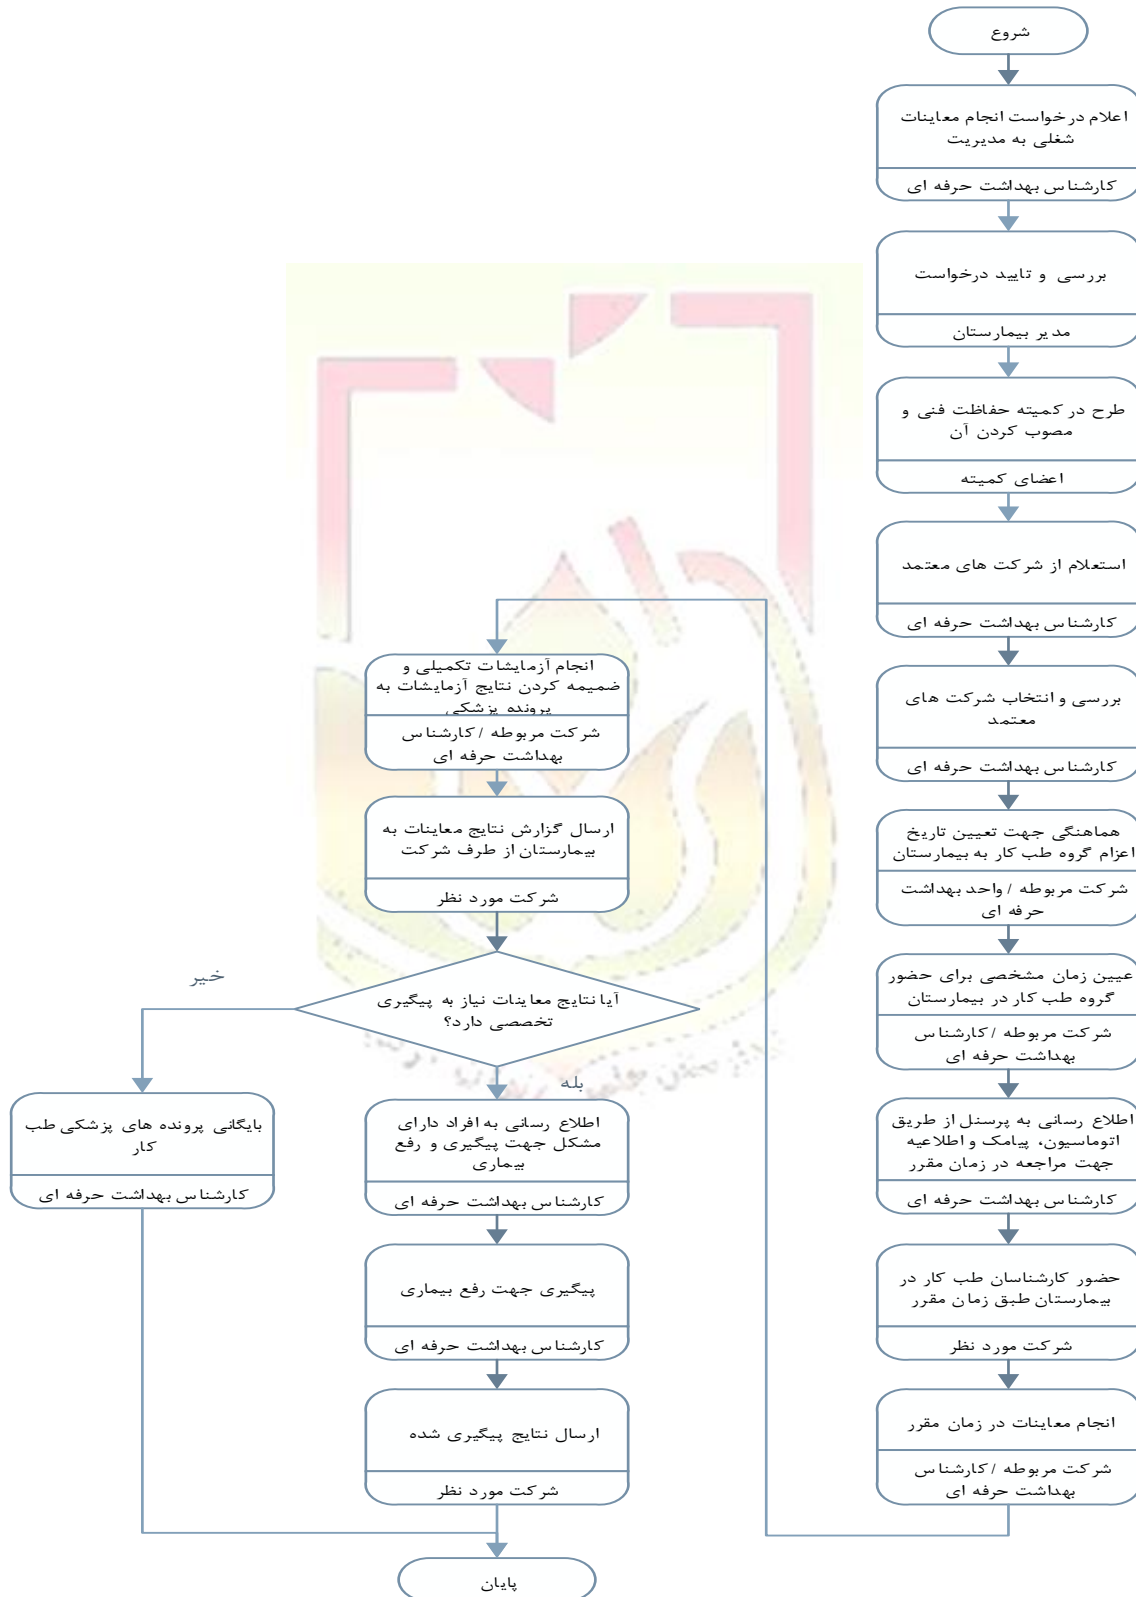 شروع
اعلام درخواست انجام معاینات
شغلی به مدیریت
کارشناس بهداشت حرفه ای
بررسی و تایید درخواست
مدیر بیمارستان
طرح در کمیته حفاظت فنی و
مصوب کردن آن
اعضای کمیته
استعلام از شرکت های معتمد
کارشناس بهداشت حرفه ای
بررسی و انتخاب شرکت های
معتمد
کارشناس بهداشت حرفه ای
هماهنگی جهت تعیین تاریخ
اعزام گروه طب کار به بیمارستان
شرکت مربوطه / واحد بهداشت
حرفه ای
عیین زمان مشخصی برای حضور
گروه طب کار در بیمارستان
شرکت مربوطه / کارشناس
بهداشت حرفه ای
اطلاع رسانی به پرسنل از طریق
اتوماسیون، پیامک و اطلاعیه
جهت مراجعه در زمان مقرر
کارشناس بهداشت حرفه ای
حضور کارشناسان طب کار در
بیمارستان طبق زمان مقرر
شرکت مورد نظر
انجام معاینات در زمان مقرر
شرکت مربوطه / کارشناس
بهداشت حرفه ای
انجام آزمایشات تکمیلی و
ضمیمه کردن نتایج آزمایشات به
پرونده پزشکی
شرکت مربوطه / کارشناس
بهداشت حرفه ای
ارسال گزارش نتایج معاینات به
بیمارستان از طرف شرکت
شرکت مورد نظر
آیا نتایج معاینات نیاز به پیگیری
تخصصی دارد؟
بله
اطلاع رسانی به افراد دارای
مشکل جهت پیگیری و رفع
بیماری
کارشناس بهداشت حرفه ای
پیگیری جهت رفع بیماری
کارشناس بهداشت حرفه ای
ارسال نتایج پیگیری شده
شرکت مورد نظر
خیر
بایگانی پرونده های پزشکی طب
کار
کارشناس بهداشت حرفه ای
پایان